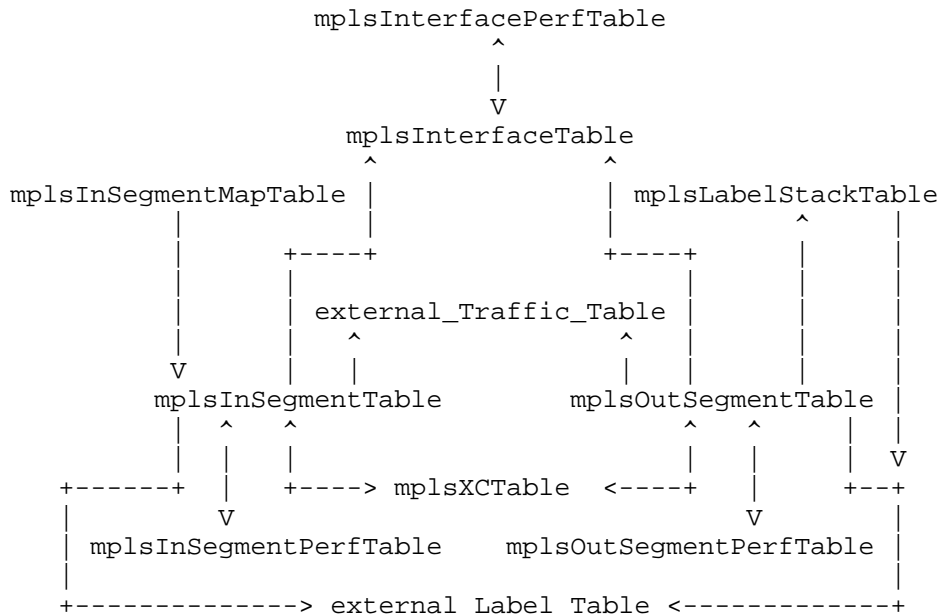 mplsInterfacePerfTable
mplsInterfaceTable
mplsInSegmentMapTable mplsLabelStackTable
external_Traffic_Table
mplsInSegmentTable mplsOutSegmentTable
mplsXCTable
mplsInSegmentPerfTable mplsOutSegmentPerfTable
external Label Table